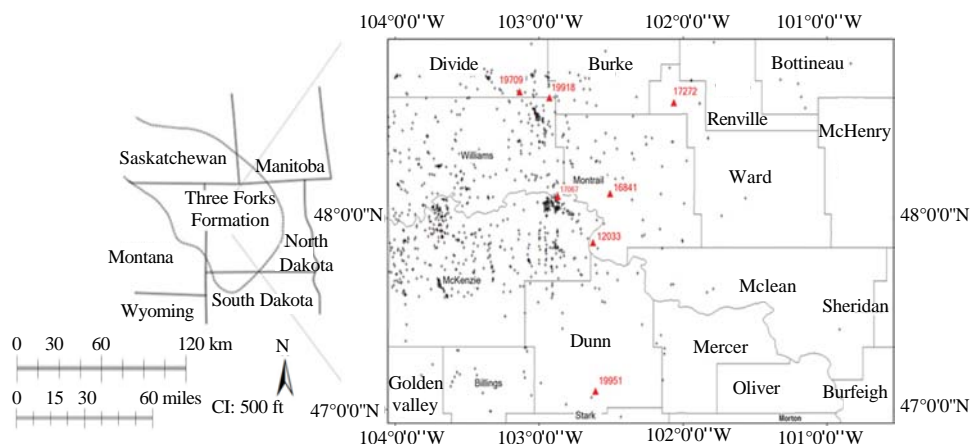 104°0'0"W 103°0'0"W 102°0'0"W 101°0'0"W
Divide
Burke
Bottineau
19709
19918
17272
Renville
McHenry
Saskatchewan
Manitoba
Williams
Three Forks
Formation
17067
Montrail
16841
Ward
48°0'0"N
48°0'0"N
12033
Montana
North
Dakota
McKenzie
Mclean
Sheridan
Wyoming
South Dakota
0 30 60 120 km
N
Dunn
Mercer
0 15 30 60 miles
CI: 500 ft
Golden
valley
Billings
19951
Oliver
Burfeigh
47°0'0"N
47°0'0"N
Stark
Morton
104°0'0"W 103°0'0"W 102°0'0"W 101°0'0"W